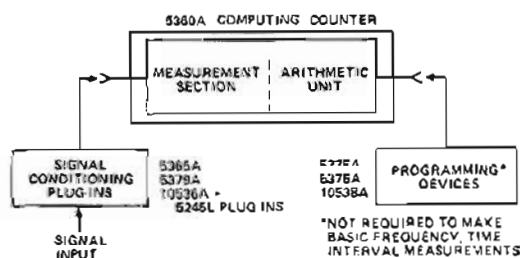 5360A COMPUTING COUNTER
MEASUREMENT SECTION
ARITHMETIC UNIT
SIGNAL CONDITIONING PLUG-INS
5365A
5379A
10536A +
5245L PLUG INS
5375A
5376A
10538A
PROGRAMMING*
DEVICES
SIGNAL
INPUT
*NOT REQUIRED TO MAKE
BASIC FREQUENCY, TIME
INTERVAL MEASUREMENTS